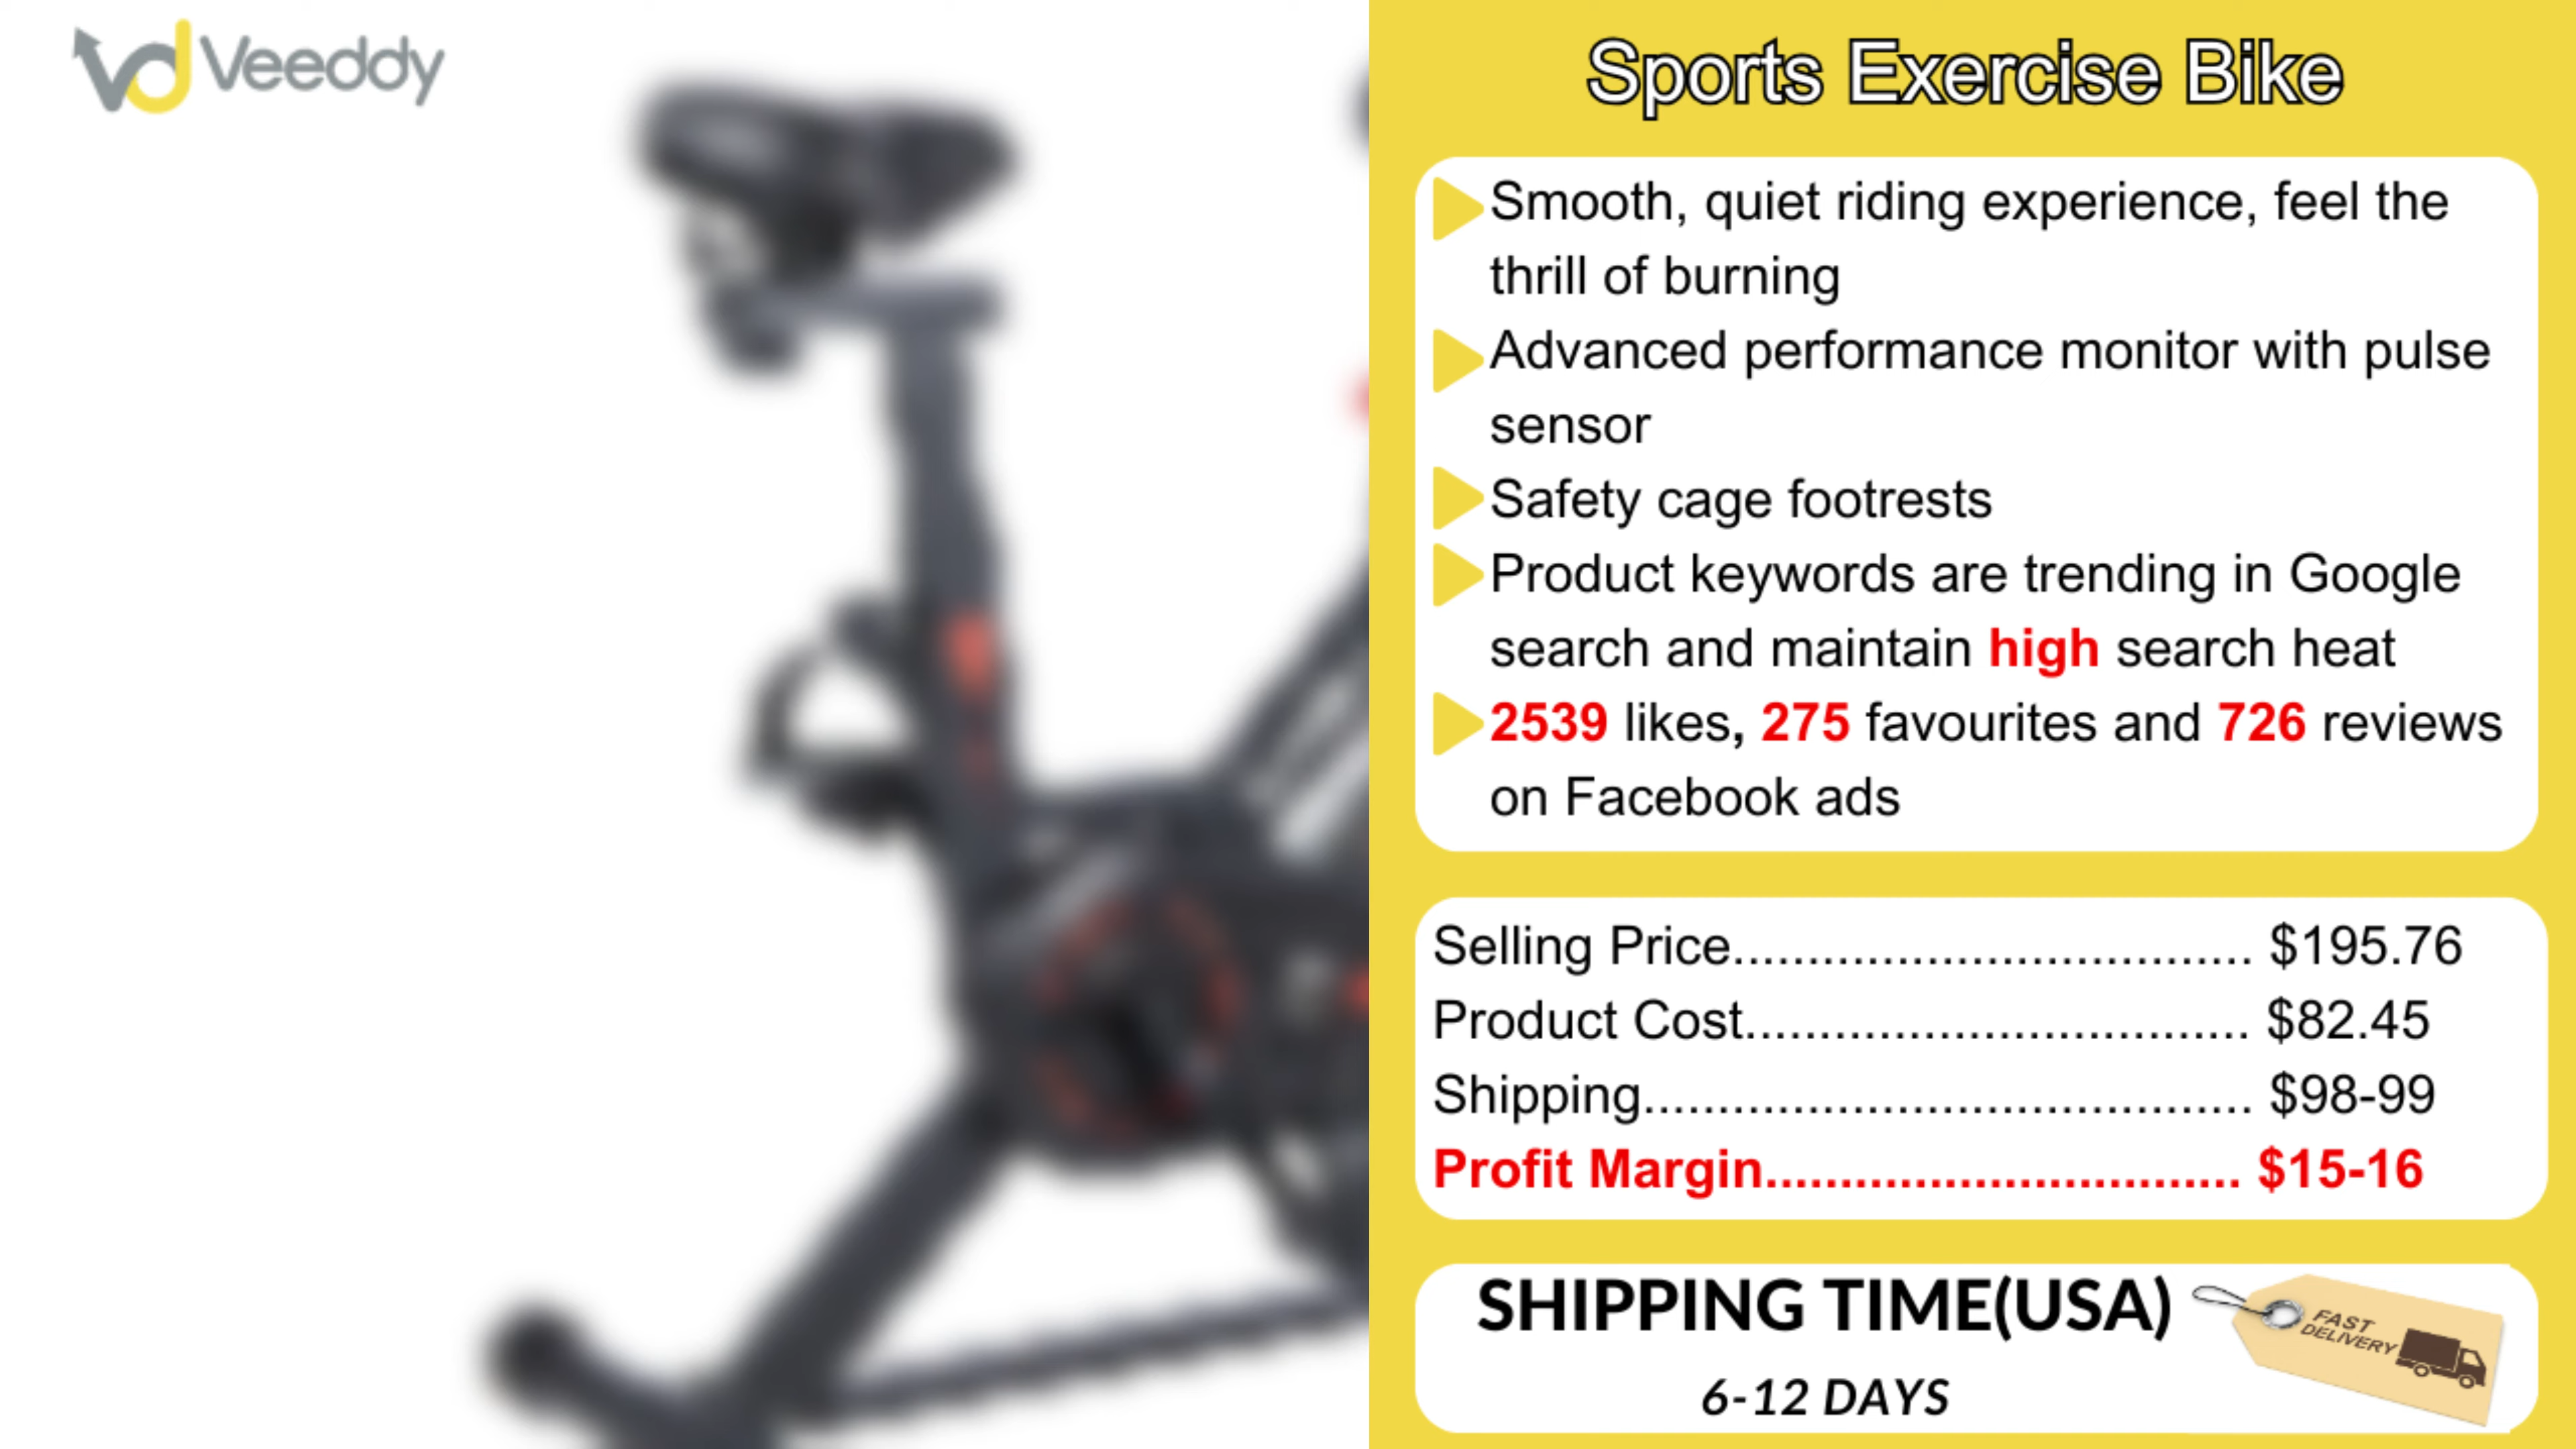 Veeddy
Sports Exercise Bike
Smooth, quiet riding experience, feel the
thrill of burning
Advanced performance monitor with pulse
sensor
Safety cage footrests
Product keywords are trending in Google
search and maintain high search heat
2539 likes, 275 favourites and 726 reviews
on Facebook ads
Selling Price................................... $195.76
Product Cost.................................. $82.45
Shipping......................................... $98-99
Profit Margin................................ $15-16
SHIPPING TIME(USA)
FAST
DELIVERY
6-12 DAYS